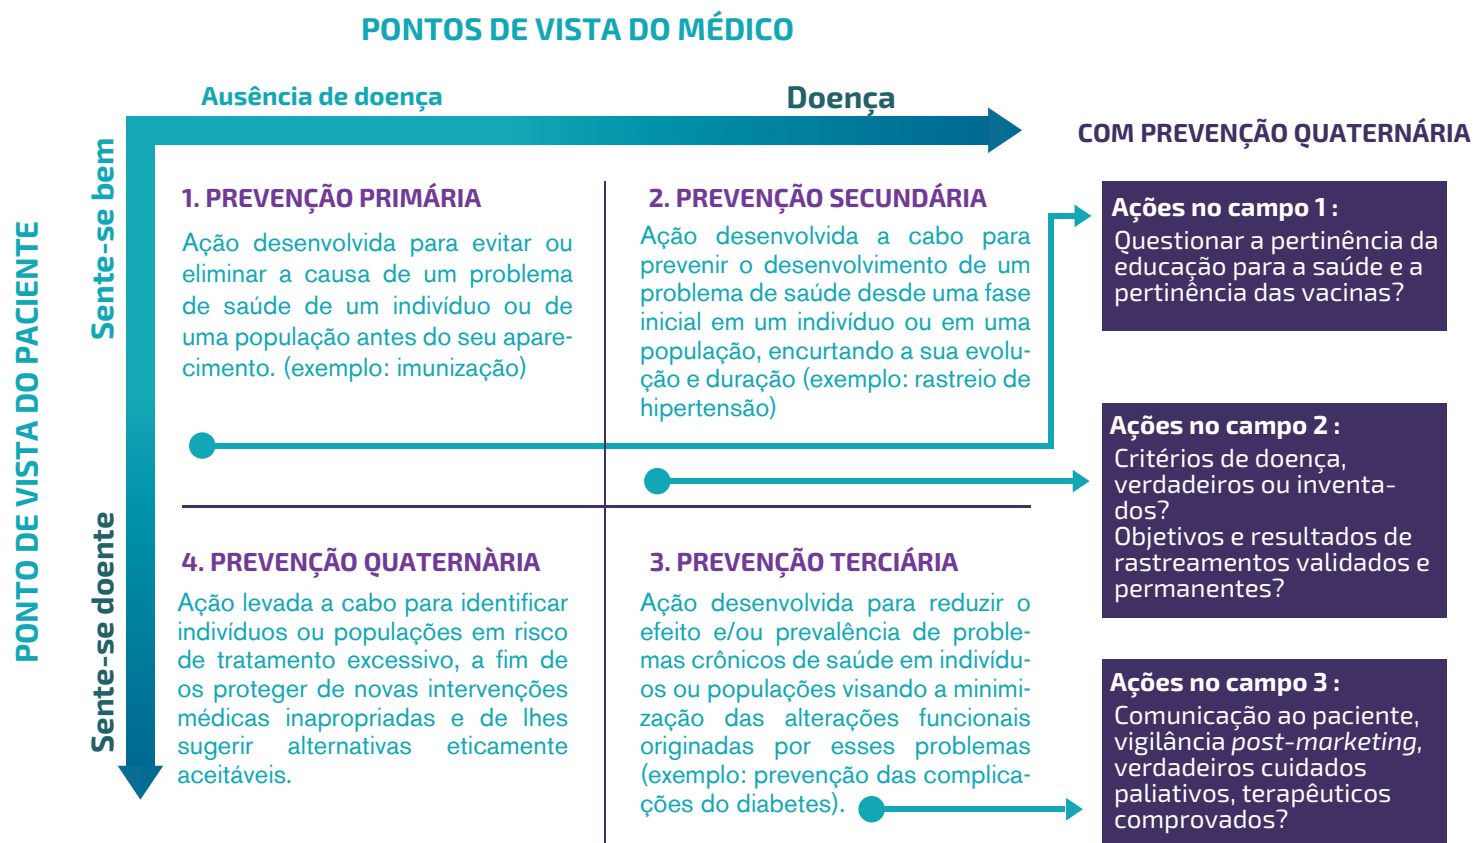 PONTOS DE VISTA DO MÉDICO
Ausência de doença
Doença
PONTO DE VISTA DO PACIENTE
Sente-se bem
Sente-se doente
1. PREVENÇÃO PRIMÁRIA
Ação desenvolvida para evitar ou
eliminar a causa de um problema
de saúde de um indivíduo ou de
uma população antes do seu apare-
cimento. (exemplo: imunização)
2. PREVENÇÃO SECUNDÁRIA
Ação desenvolvida a cabo para
prevenir o desenvolvimento de um
problema de saúde desde uma fase
inicial em um indivíduo ou em uma
população, encurtando a sua evolu-
ção e duração (exemplo: rastreio de
hipertensão)
4. PREVENÇÃO QUATERNÀRIA
Ação levada a cabo para identificar
indivíduos ou populações em risco
de tratamento excessivo, a fim de
os proteger de novas intervenções
médicas inapropriadas e de lhes
sugerir alternativas eticamente
aceitáveis.
3. PREVENÇÃO TERCIÁRIA
Ação desenvolvida para reduzir o
efeito e/ou prevalência de proble-
mas crônicos de saúde em indivídu-
os ou populações visando a minimi-
zação das alterações funcionais
originadas por esses problemas
(exemplo: prevenção das complica-
ções do diabetes).
COM PREVENÇÃO QUATERNÁRIA
Ações no campo 1 :
Questionar a pertinência da
educação para a saúde e a
pertinência das vacinas?
Ações no campo 2 :
Critérios de doença,
verdadeiros ou inventa-
dos?
Objetivos e resultados de
rastreamentos validados e
permanentes?
Ações no campo 3 :
Comunicação ao paciente,
vigilância post-marketing,
verdadeiros cuidados
paliativos, terapêuticos
comprovados?